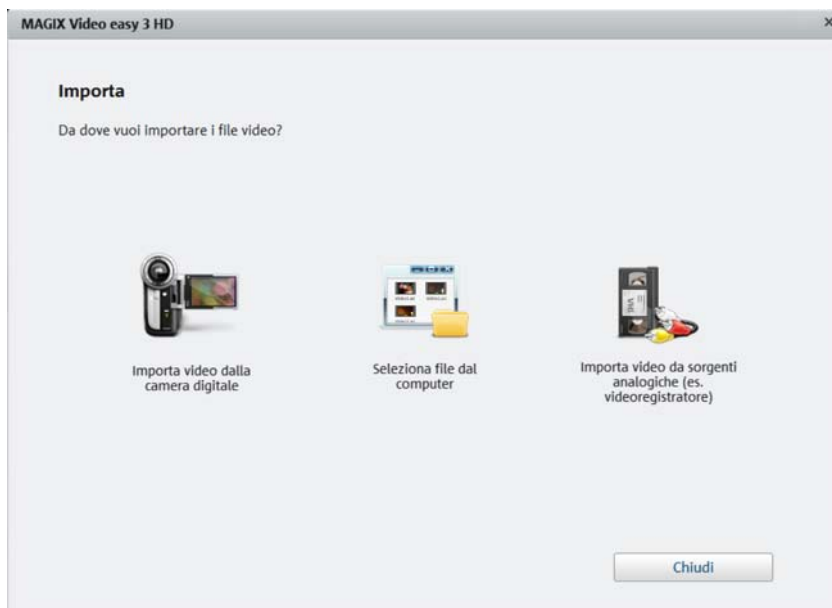 MAGIX Video easy 3 HD
Importa
Da dove vuoi importare i file video?
VHS
Importa video dalla
camera digitale
Seleziona file dal
computer
Importa video da sorgenti
analogiche (es.
videoregistratore)
Chiudi